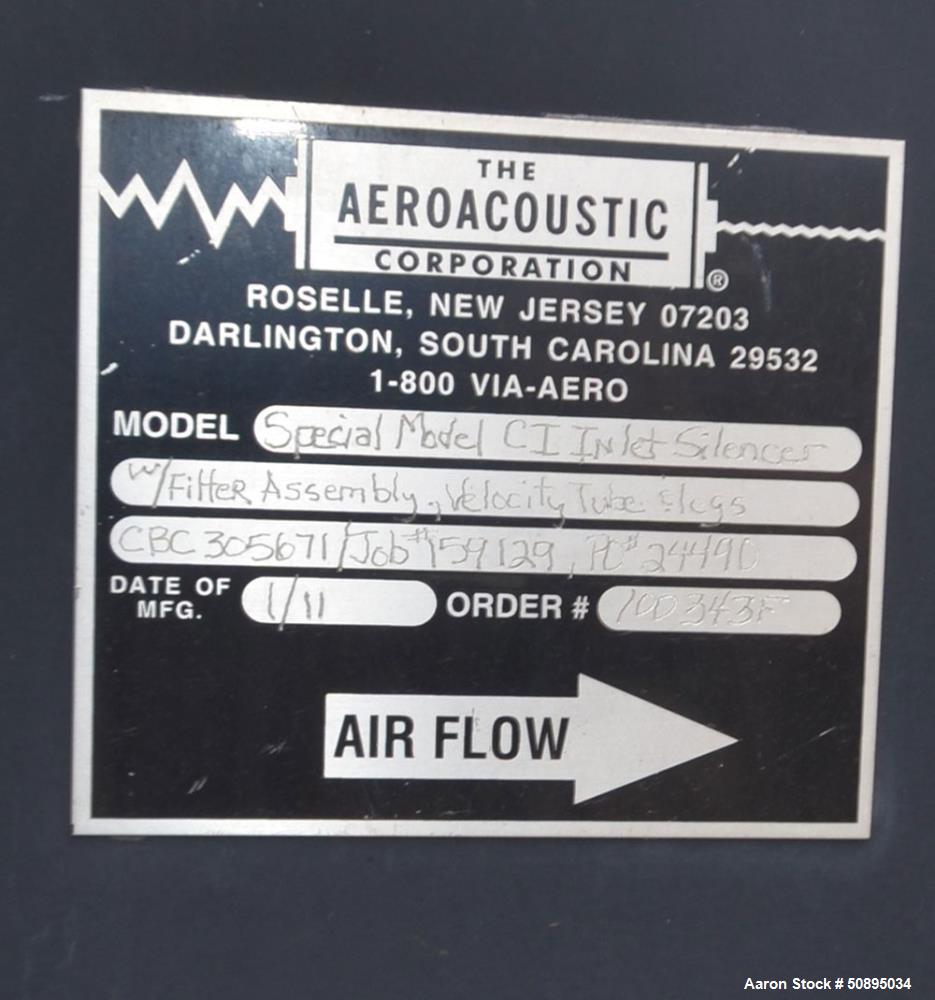 THE
AEROACOUSTIC
CORPORATION
®
ROSELLE, NEW JERSEY 07203
DARLINGTON, SOUTH CAROLINA 29532
1-800 VIA-AERO
MODEL Special Model CI Inlet Silencer
w/Filter Assembly, Velocity Tube & legs
CBC 305671/Job #159129, PO# 24490
DATE OF MFG. 1/11 ORDER # 100343F
AIR FLOW
Aaron Stock # 50895034